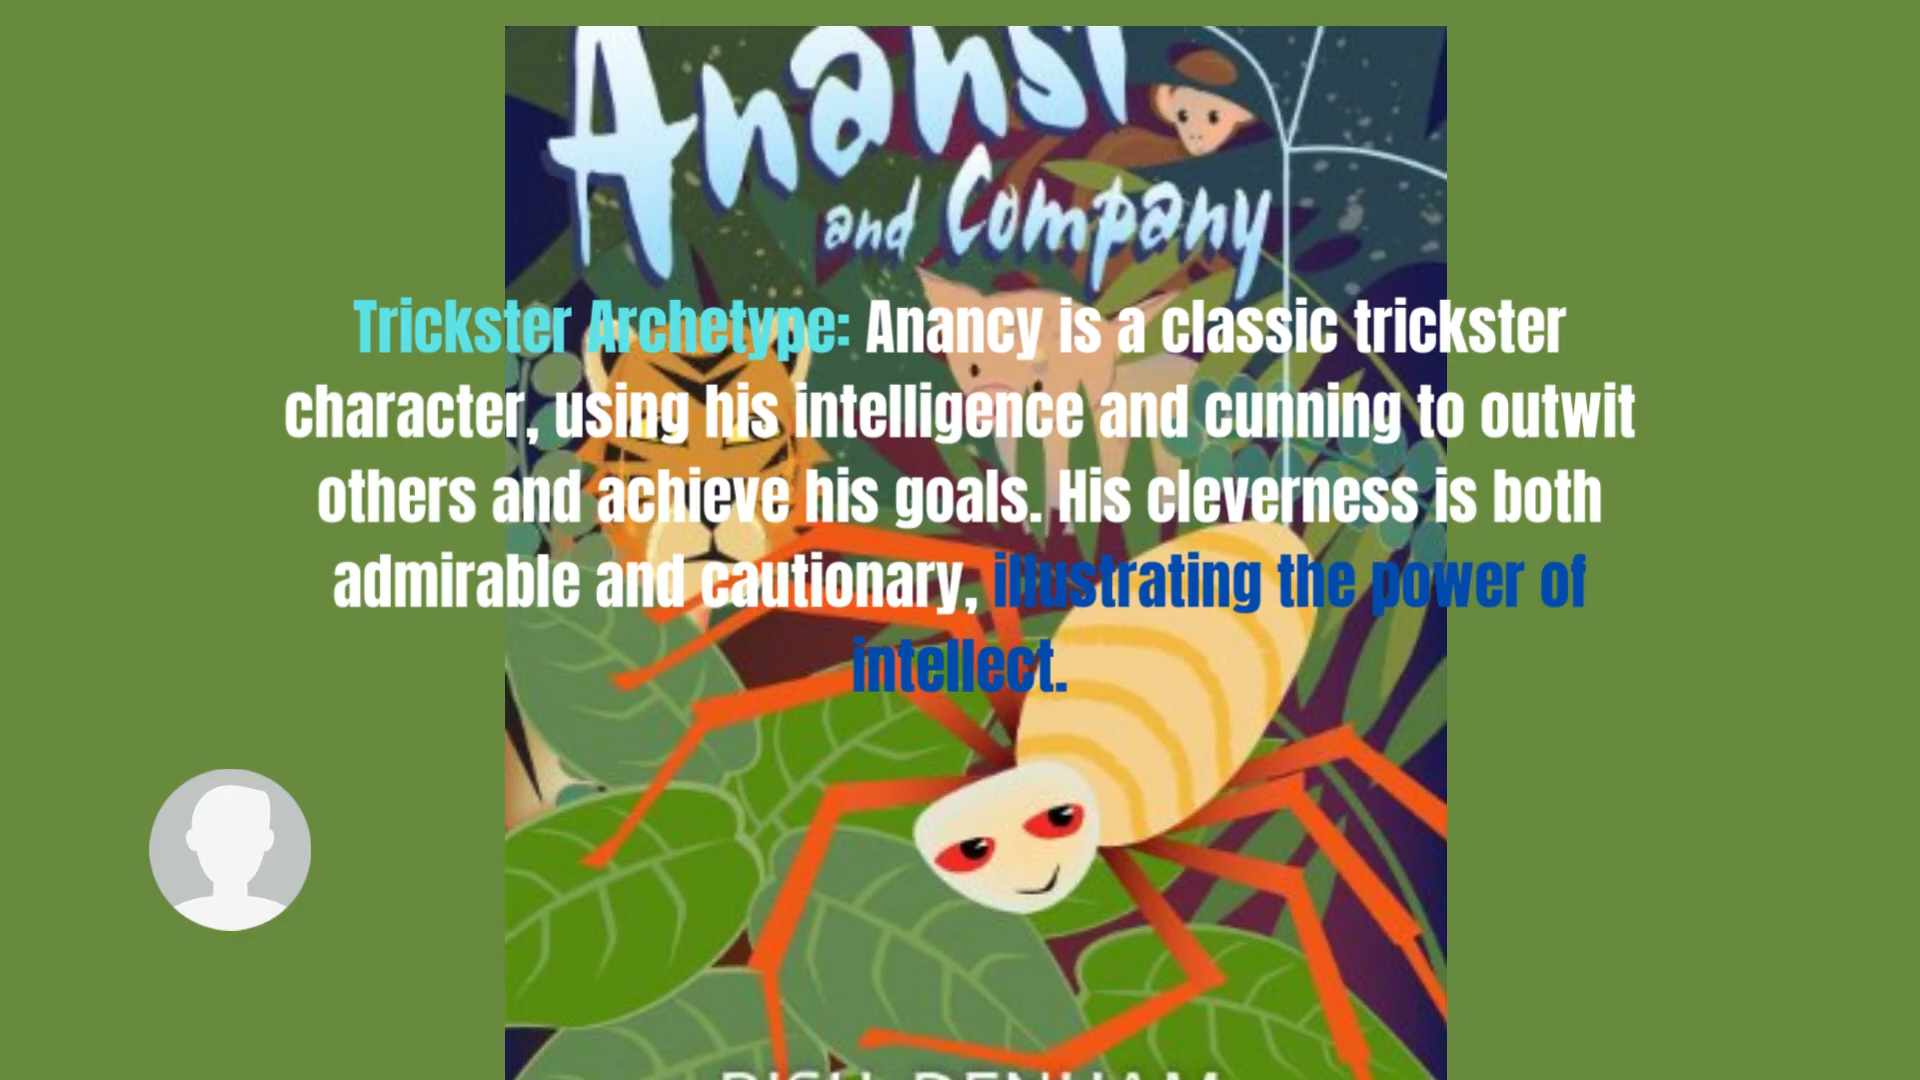 Anansi
and Company
Trickster Archetype: Anancy is a classic trickster
character, using his intelligence and cunning to outwit
others and achieve his goals. His cleverness is both
admirable and cautionary, illustrating the power of
intellect.
DENHAM